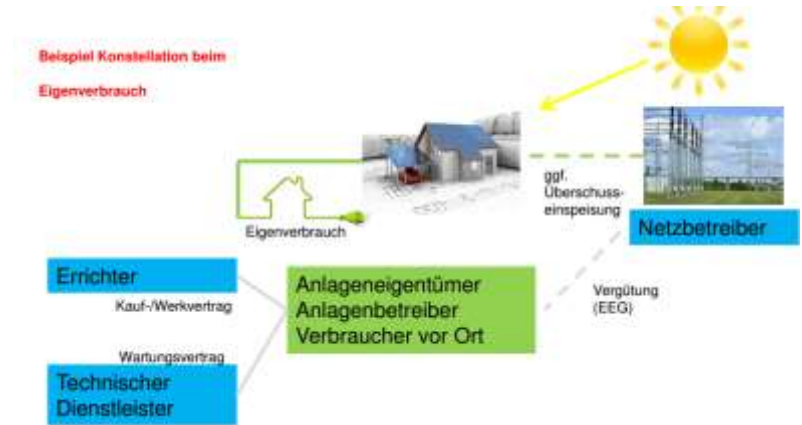 Beispiel Konstellation beim
Eigenverbrauch
ggf.
Überschuss-
einspeisung
Eigenverbrauch
Netzbetreiber
Errichter
Kauf-/Werkvertrag
Anlageneigentümer
Anlagenbetreiber
Verbraucher vor Ort
Vergütung
(EEG)
Wartungsvertrag
Technischer
Dienstleister